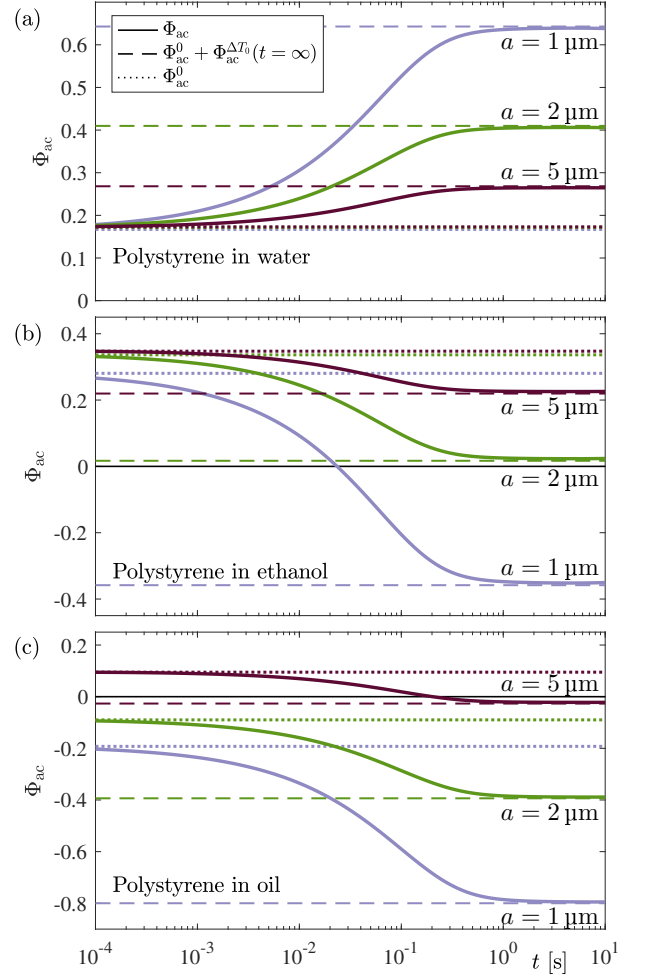 (a)
Φac
Φ⁰ac + Φ^{ΔT₀}ac(t = ∞)
Φ⁰ac
a = 1 µm
a = 2 µm
a = 5 µm
Polystyrene in water
Φac
0.6
0.5
0.4
0.3
0.2
0.1
0
(b)
0.4
0.2
0
-0.2
-0.4
Φac
a = 5 µm
a = 2 µm
a = 1 µm
Polystyrene in ethanol
(c)
0.2
0
-0.2
-0.4
-0.6
-0.8
Φac
a = 5 µm
a = 2 µm
a = 1 µm
Polystyrene in oil
10⁻⁴ 10⁻³ 10⁻² 10⁻¹ 10⁰ t [s] 10¹